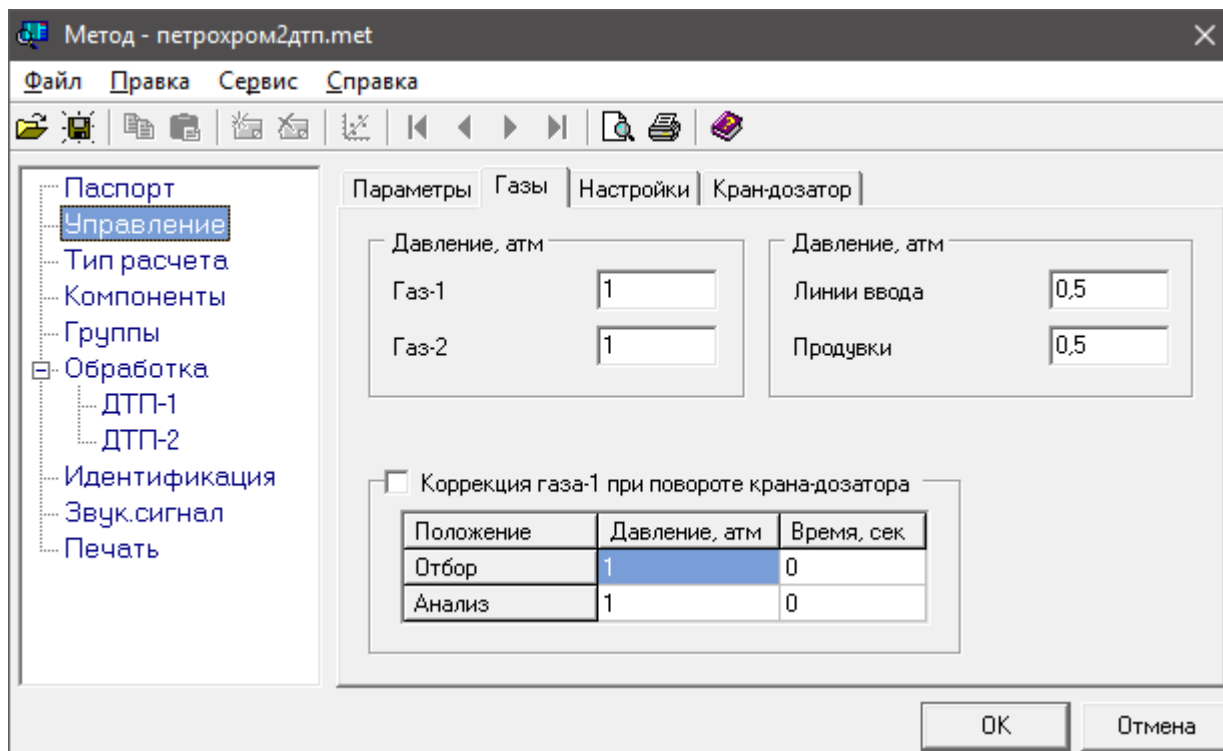 Метод - петрохром2дтп.met
Файл Правка Сервис Справка
Паспорт
Управление
Тип расчета
Компоненты
Группы
Обработка
ДТП-1
ДТП-2
Идентификация
Звук.сигнал
Печать
Параметры Газы Настройки Кран-дозатор
Давление, атм
Газ-1 1
Газ-2 1
Давление, атм
Линии ввода 0,5
Продувки 0,5
Коррекция газа-1 при повороте крана-дозатора
Положение Давление, атм Время, сек
Отбор 1 0
Анализ 1 0
OK Отмена